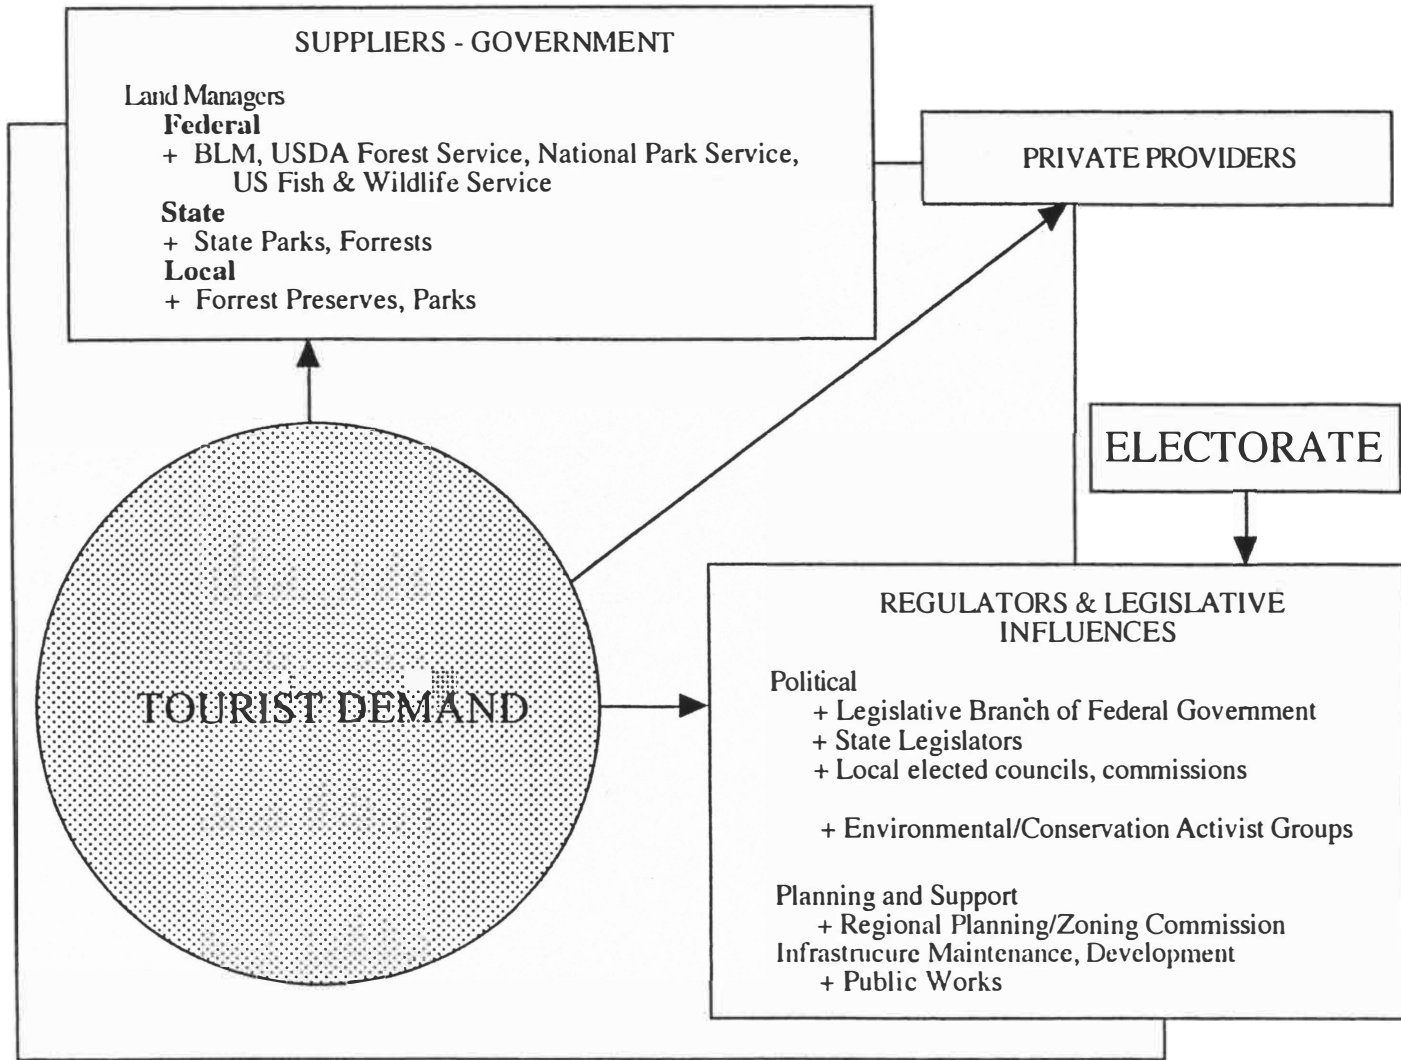 SUPPLIERS - GOVERNMENT
Land Managers
Federal
+ BLM, USDA Forest Service, National Park Service,
US Fish & Wildlife Service
State
+ State Parks, Forrests
Local
+ Forrest Preserves, Parks
PRIVATE PROVIDERS
ELECTORATE
TOURIST DEMAND
REGULATORS & LEGISLATIVE
INFLUENCES
Political
+ Legislative Branch of Federal Government
+ State Legislators
+ Local elected councils, commissions
+ Environmental/Conservation Activist Groups
Planning and Support
+ Regional Planning/Zoning Commission
Infrastrucure Maintenance, Development
+ Public Works